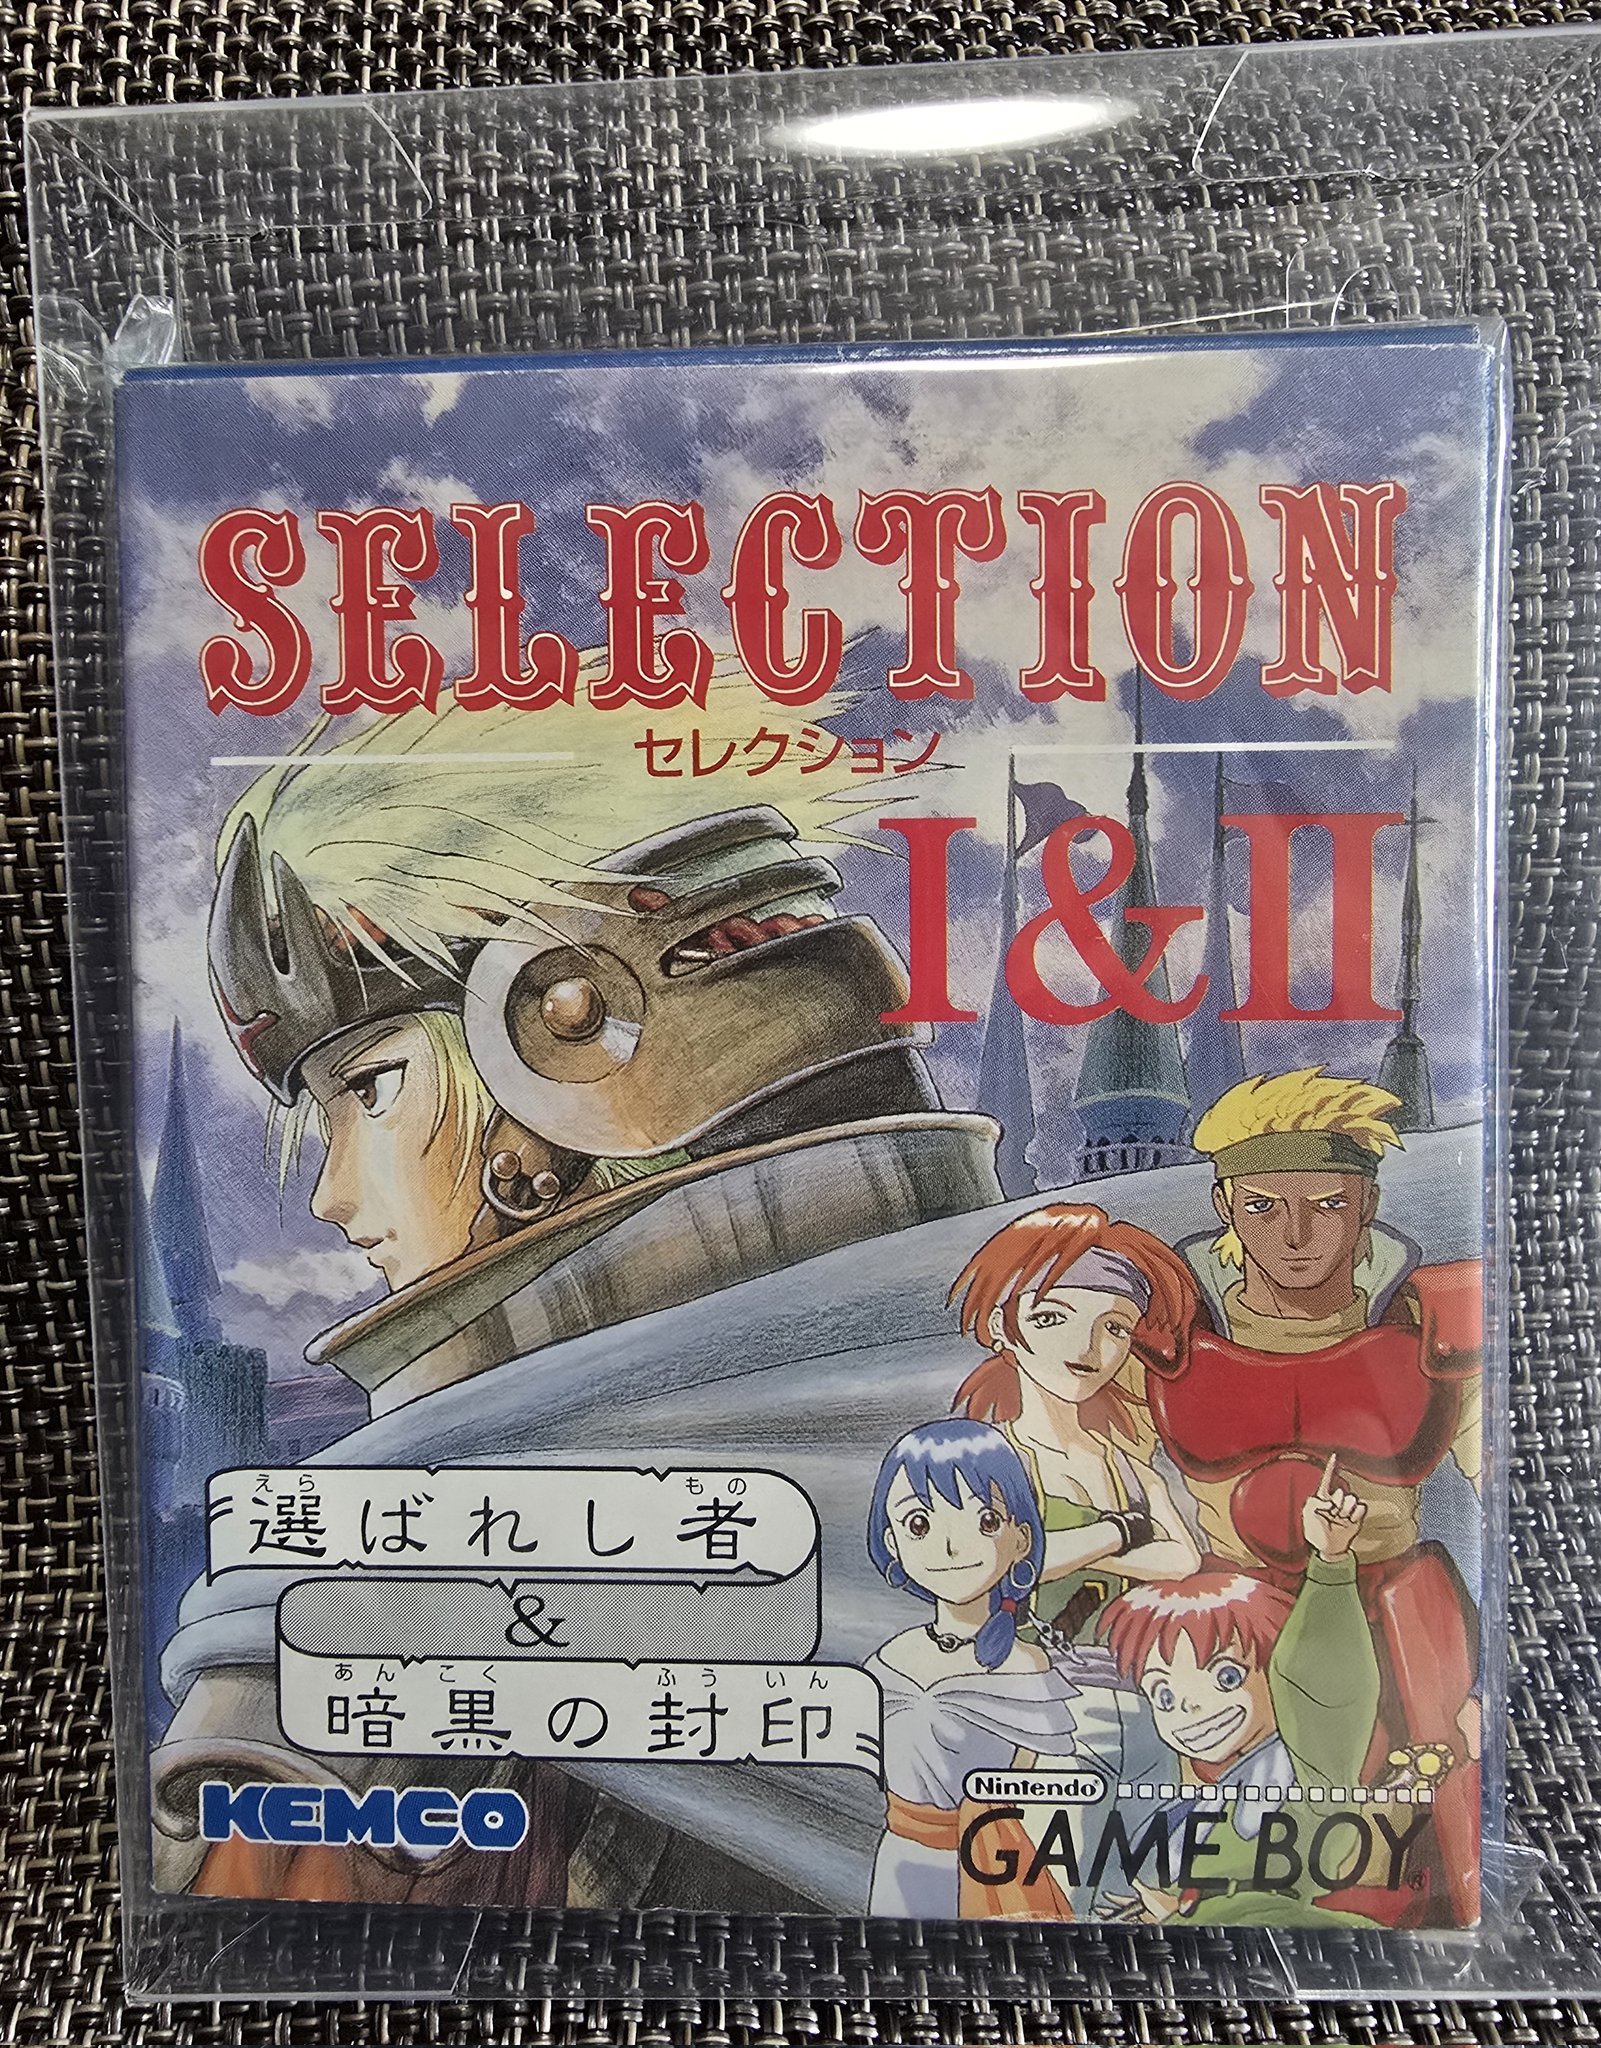 SELECTION
セレクション
I&II
えら もの
選ばれし者
&
あんこく ふういん
暗黒の封印
KEMCO
Nintendo®
GAME BOY®